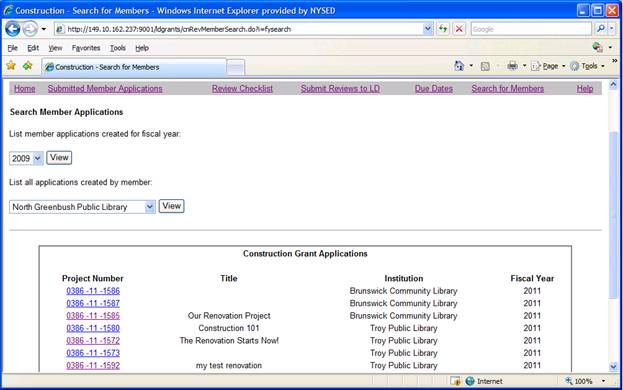 Construction - Search for Members - Windows Internet Explorer provided by NYSED
http://149.10.162.237:9001/ldgrants/cnRevMemberSearch.do?i=fysearch
Google
File Edit View Favorites Tools Help
Construction - Search for Members
Page Tools
Home Submitted Member Applications Review Checklist Submit Reviews to LD Due Dates Search for Members Help
Search Member Applications
List member applications created for fiscal year:
2009 View
List all applications created by member:
North Greenbush Public Library View
Construction Grant Applications
Project Number Title Institution Fiscal Year
0386 -11 -1586 Brunswick Community Library 2011
0386 -11 -1587 Brunswick Community Library 2011
0386 -11 -1585 Our Renovation Project Brunswick Community Library 2011
0386 -11 -1580 Construction 101 Troy Public Library 2011
0386 -11 -1572 The Renovation Starts Now! Troy Public Library 2011
0386 -11 -1573 Troy Public Library 2011
0386 -11 -1592 my test renovation Troy Public Library 2011
Internet 100%